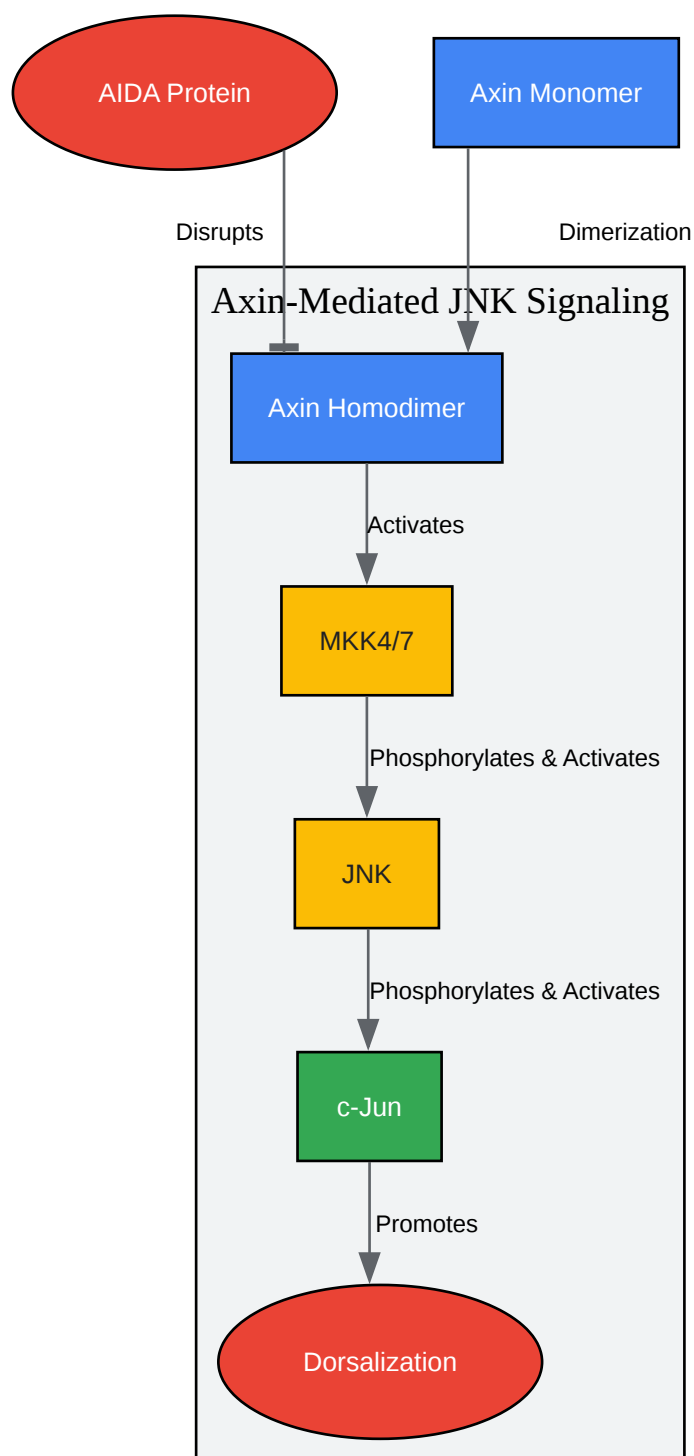 AIDA Protein
Axin Monomer
Disrupts
Dimerization
Axin-Mediated JNK Signaling
Axin Homodimer
Activates
MKK4/7
Phosphorylates & Activates
JNK
Phosphorylates & Activates
c-Jun
Promotes
Dorsalization